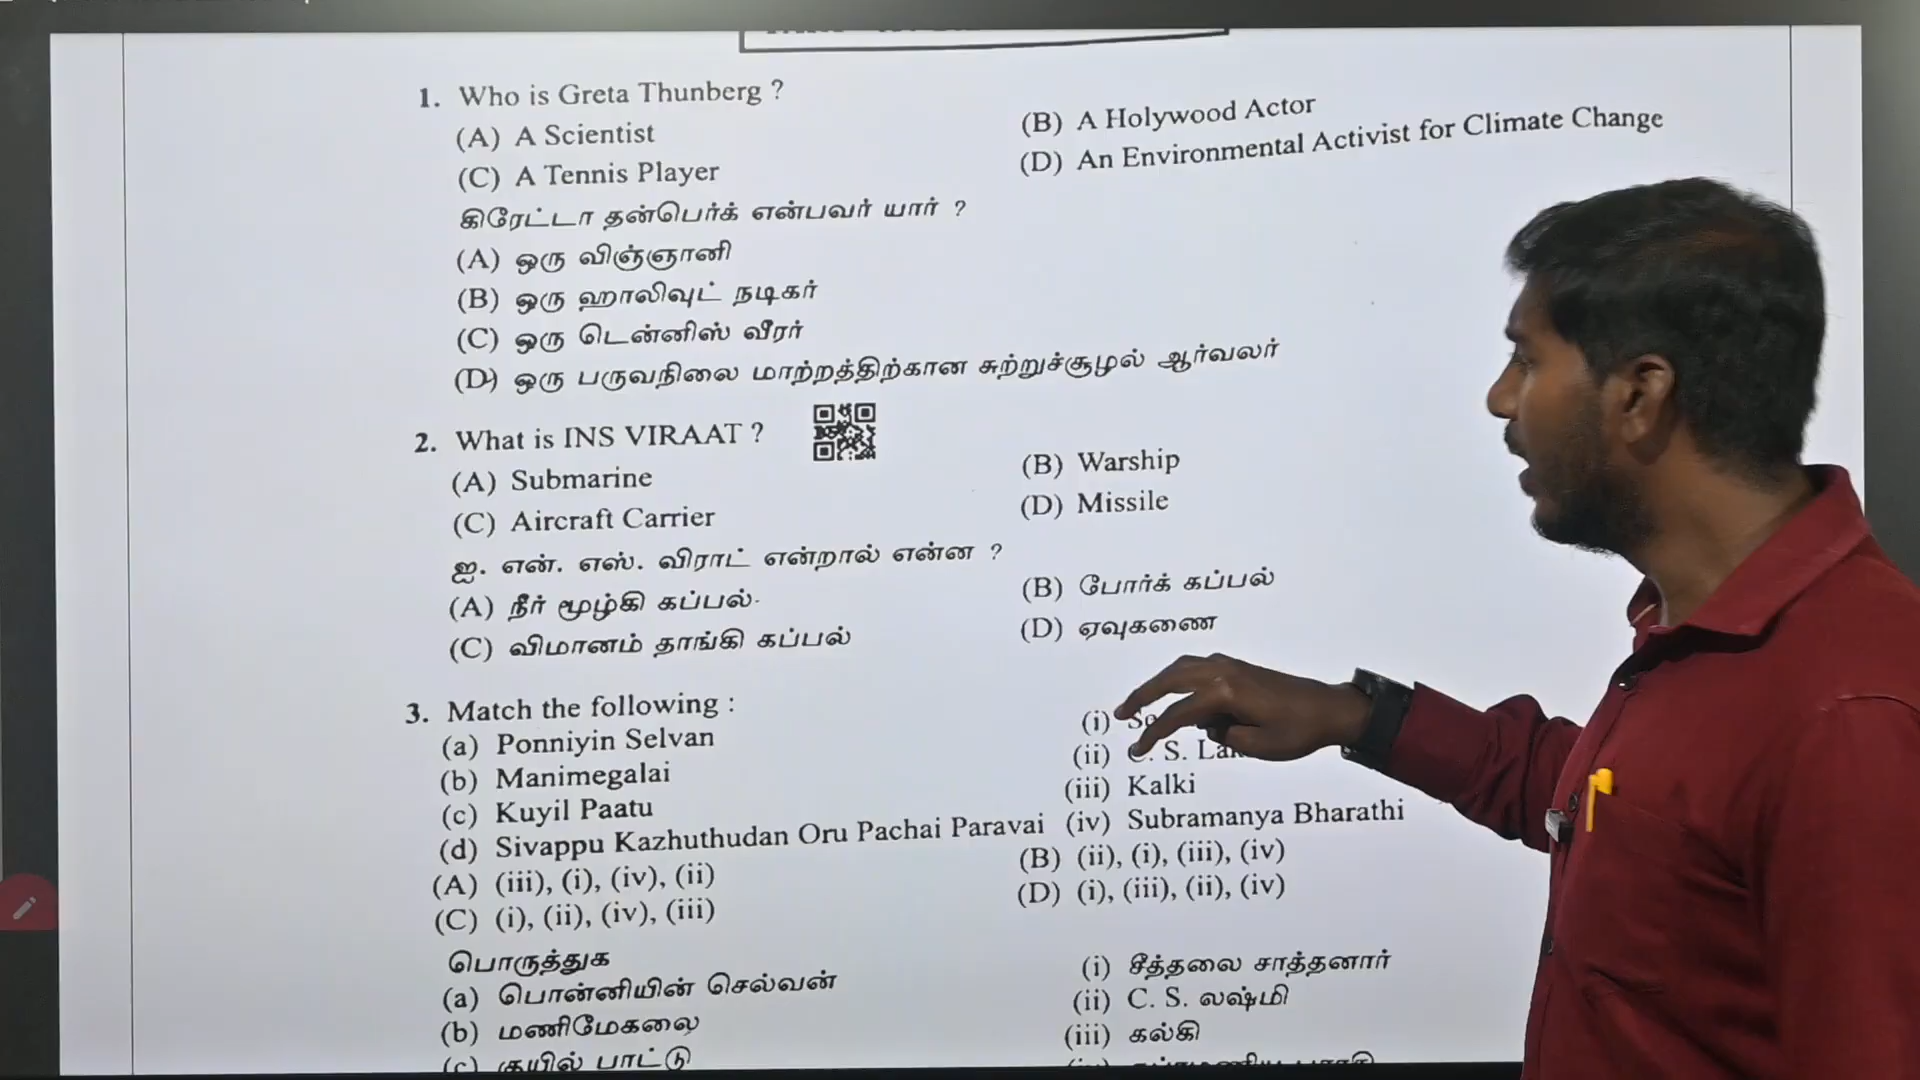 1. Who is Greta Thunberg ?
(A) A Scientist (B) A Holywood Actor
(C) A Tennis Player (D) An Environmental Activist for Climate Change
கிரேட்டா தன்பெர்க் என்பவர் யார் ?
(A) ஒரு விஞ்ஞானி
(B) ஒரு ஹாலிவுட் நடிகர்
(C) ஒரு டென்னிஸ் வீரர்
(D) ஒரு பருவநிலை மாற்றத்திற்கான சுற்றுச்சூழல் ஆர்வலர்
2. What is INS VIRAAT ?
(A) Submarine (B) Warship
(C) Aircraft Carrier (D) Missile
ஐ. என். எஸ். விராட் என்றால் என்ன ?
(A) நீர் மூழ்கி கப்பல் (B) போர்க் கப்பல்
(C) விமானம் தாங்கி கப்பல் (D) ஏவுகணை
3. Match the following :
(a) Ponniyin Selvan (i)
(b) Manimegalai (ii) C. S.
(c) Kuyil Paatu (iii) Kalki
(d) Sivappu Kazhuthudan Oru Pachai Paravai (iv) Subramanya Bharathi
(A) (iii), (i), (iv), (ii) (B) (ii), (i), (iii), (iv)
(C) (i), (ii), (iv), (iii) (D) (i), (iii), (ii), (iv)
பொருத்துக
(a) பொன்னியின் செல்வன் (i) சீத்தலை சாத்தனார்
(b) மணிமேகலை (ii) C. S. லஷ்மி
(c) குயில் பாட்டு (iii) கல்கி